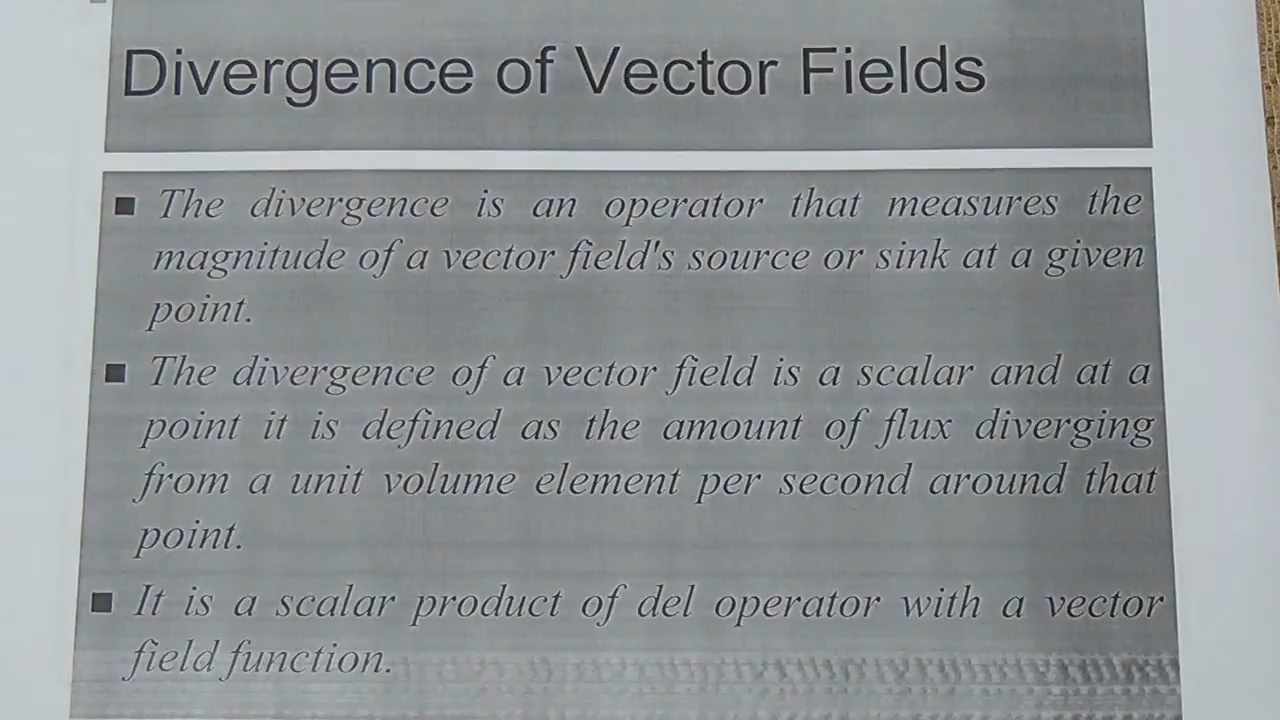 Divergence of Vector Fields
■ The divergence is an operator that measures the
magnitude of a vector field's source or sink at a given
point.
■ The divergence of a vector field is a scalar and at a
point it is defined as the amount of flux diverging
from a unit volume element per second around that
point.
■ It is a scalar product of del operator with a vector
field function.